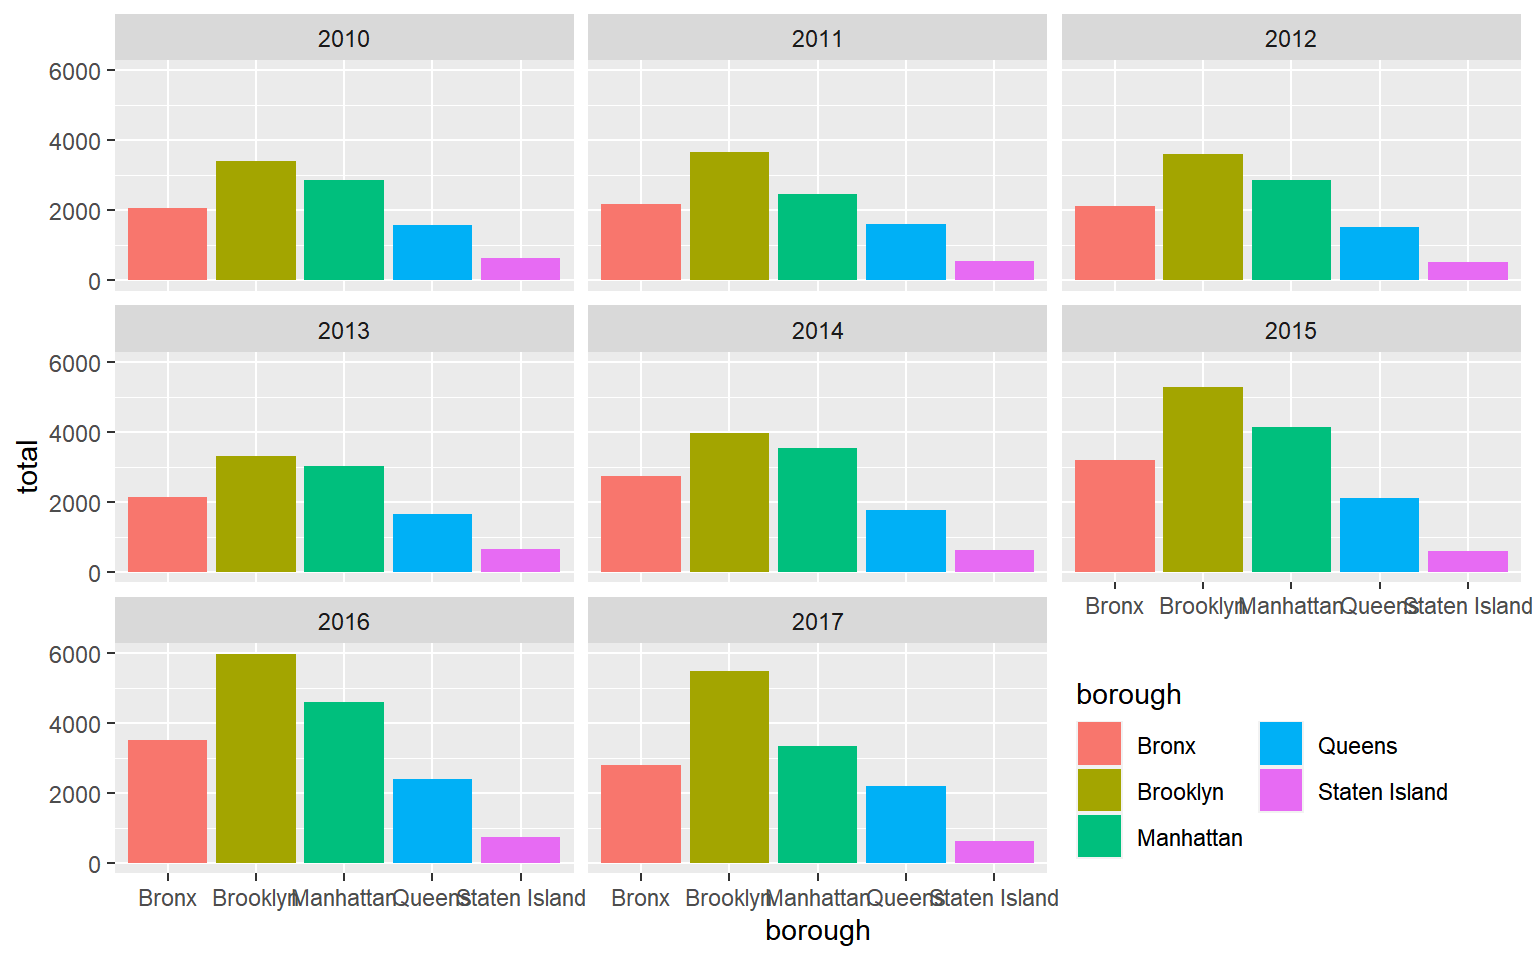 2010 2011 2012
6000
4000
2000
0
2013 2014 2015
6000
4000
2000
0
total
Bronx Brooklyn Manhattan Queens Staten Island
2016 2017
6000
4000
2000
0
Bronx Brooklyn Manhattan Queens Staten Island Bronx Brooklyn Manhattan Queens Staten Island
borough
borough
Bronx Queens
Brooklyn Staten Island
Manhattan